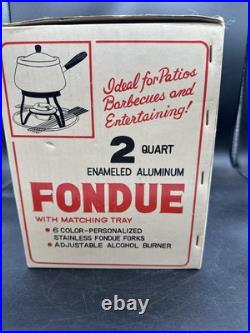 Ideal for Patios
Barbecues and
Entertaining!
2 QUART
ENAMELED ALUMINUM
FONDUE
WITH MATCHING TRAY
• 6 COLOR-PERSONALIZED
STAINLESS FONDUE FORKS
• ADJUSTABLE ALCOHOL BURNER